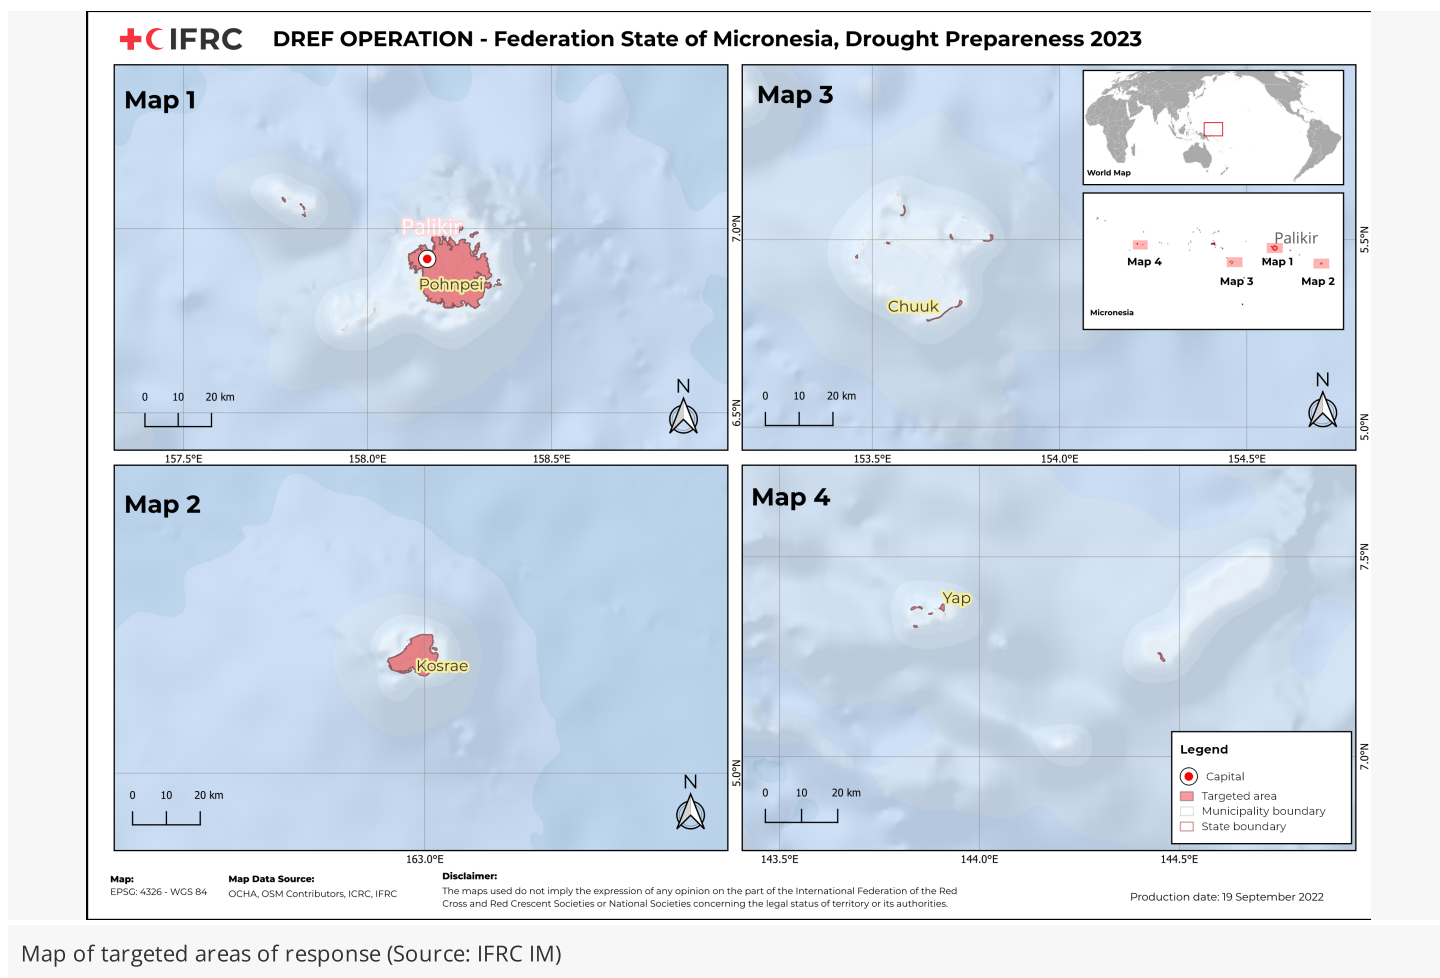 IFRC
DREF OPERATION - Federation State of Micronesia, Drought Prepareness 2023
Map 1
Palikir
Pohnpei
0 10 20 km
N
157.5°E 158.0°E 158.5°E
7.0°N
6.5°N
Map 3
Chuuk
0 10 20 km
N
153.5°E 154.0°E 154.5°E
5.5°N
5.0°N
World Map
Palikir
Map 4
Map 1
Map 3
Map 2
Micronesia
Map 2
Kosrae
0 10 20 km
N
163.0°E
5.0°N
Map 4
Yap
0 10 20 km
143.5°E 144.0°E 144.5°E
7.5°N
7.0°N
Legend
Capital
Targeted area
Municipality boundary
State boundary
Map:
EPSG: 4326 - WGS 84
Map Data Source:
OCHA, OSM Contributors, ICRC, IFRC
Disclaimer:
The maps used do not imply the expression of any opinion on the part of the International Federation of the Red
Cross and Red Crescent Societies or National Societies concerning the legal status of territory or its authorities.
Production date: 19 September 2022
Map of targeted areas of response (Source: IFRC IM)